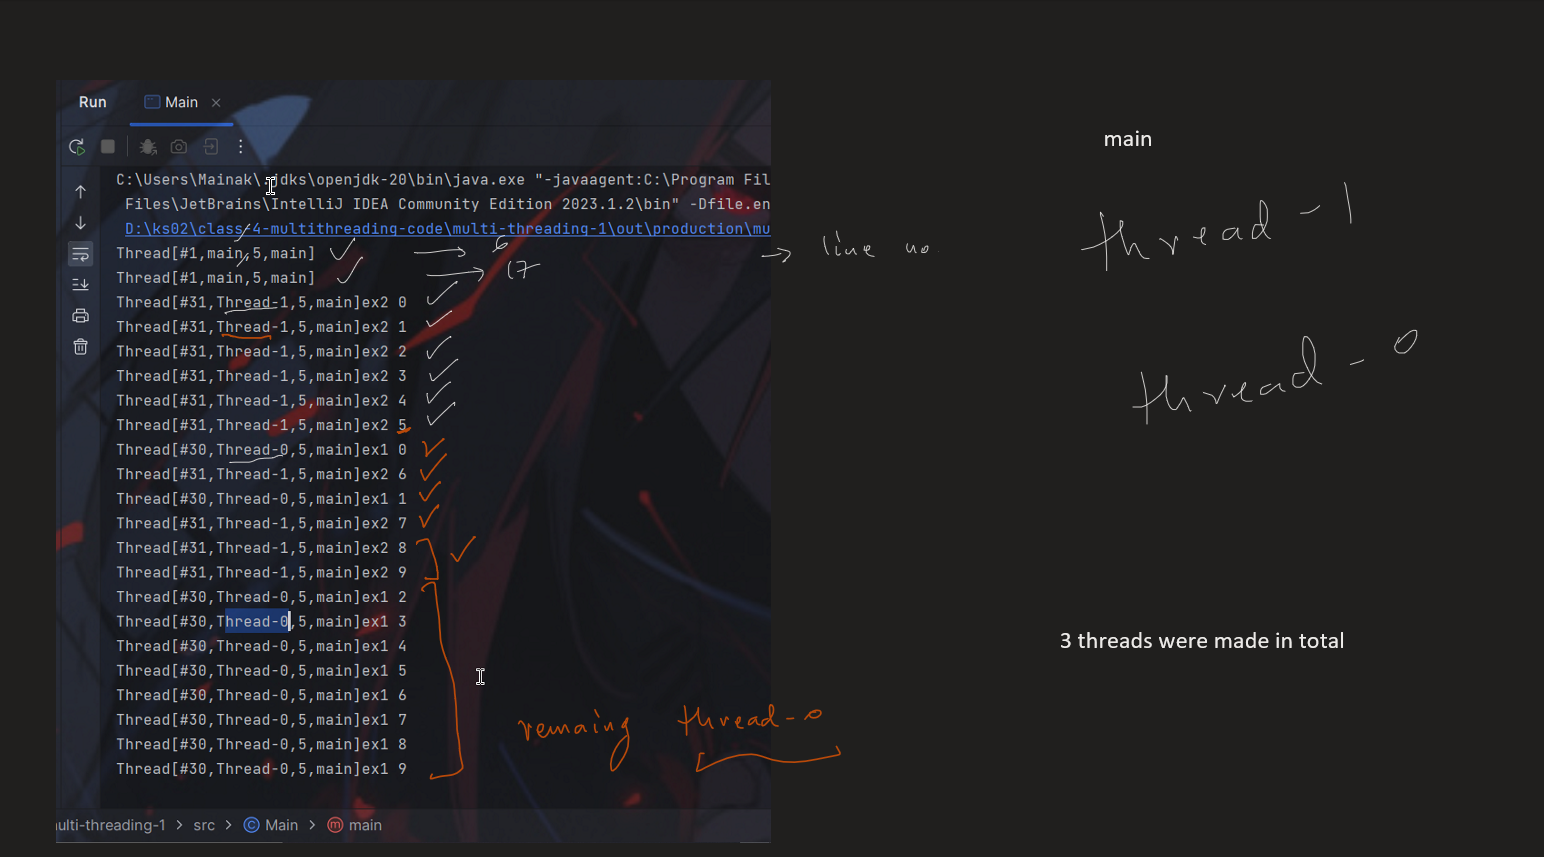 Run Main
C:\Users\Mainak\.jdks\openjdk-20\bin\java.exe "-javaagent:C:\Program Fil
Files\JetBrains\IntelliJ IDEA Community Edition 2023.1.2\bin" -Dfile.en
D:\ks02\class-4-multithreading-code\multi-threading-1\out\production\mu
Thread[#1,main,5,main] 6
Thread[#1,main,5,main] 17
Thread[#31,Thread-1,5,main]ex2 0
Thread[#31,Thread-1,5,main]ex2 1
Thread[#31,Thread-1,5,main]ex2 2
Thread[#31,Thread-1,5,main]ex2 3
Thread[#31,Thread-1,5,main]ex2 4
Thread[#31,Thread-1,5,main]ex2 5
Thread[#30,Thread-0,5,main]ex1 0
Thread[#31,Thread-1,5,main]ex2 6
Thread[#30,Thread-0,5,main]ex1 1
Thread[#31,Thread-1,5,main]ex2 7
Thread[#31,Thread-1,5,main]ex2 8
Thread[#31,Thread-1,5,main]ex2 9
Thread[#30,Thread-0,5,main]ex1 2
Thread[#30,Thread-0,5,main]ex1 3
Thread[#30,Thread-0,5,main]ex1 4
Thread[#30,Thread-0,5,main]ex1 5
Thread[#30,Thread-0,5,main]ex1 6
Thread[#30,Thread-0,5,main]ex1 7
Thread[#30,Thread-0,5,main]ex1 8
Thread[#30,Thread-0,5,main]ex1 9
→ line no.
remaing thread-0
ulti-threading-1 > src > Main > main
main
thread-1
thread-0
3 threads were made in total